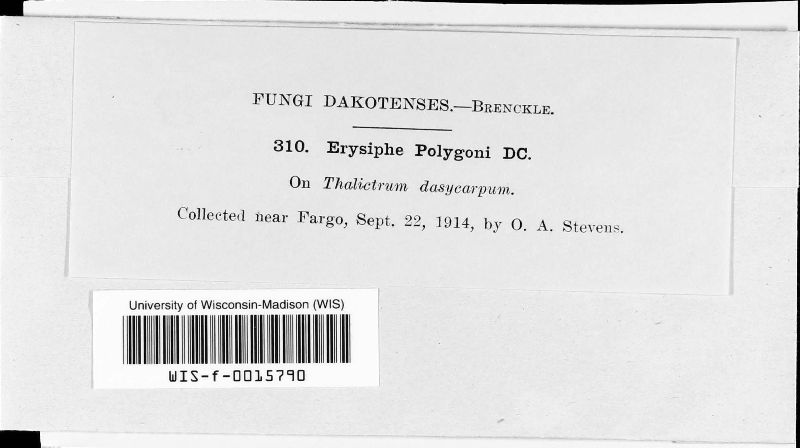 FUNGI DAKOTENSES.—BRENCKLE.
310. Erysiphe Polygoni DC.
On Thalictrum dasycarpum.
Collected near Fargo, Sept. 22, 1914, by O. A. Stevens.
University of Wisconsin-Madison (WIS)
WIS-f-0015790